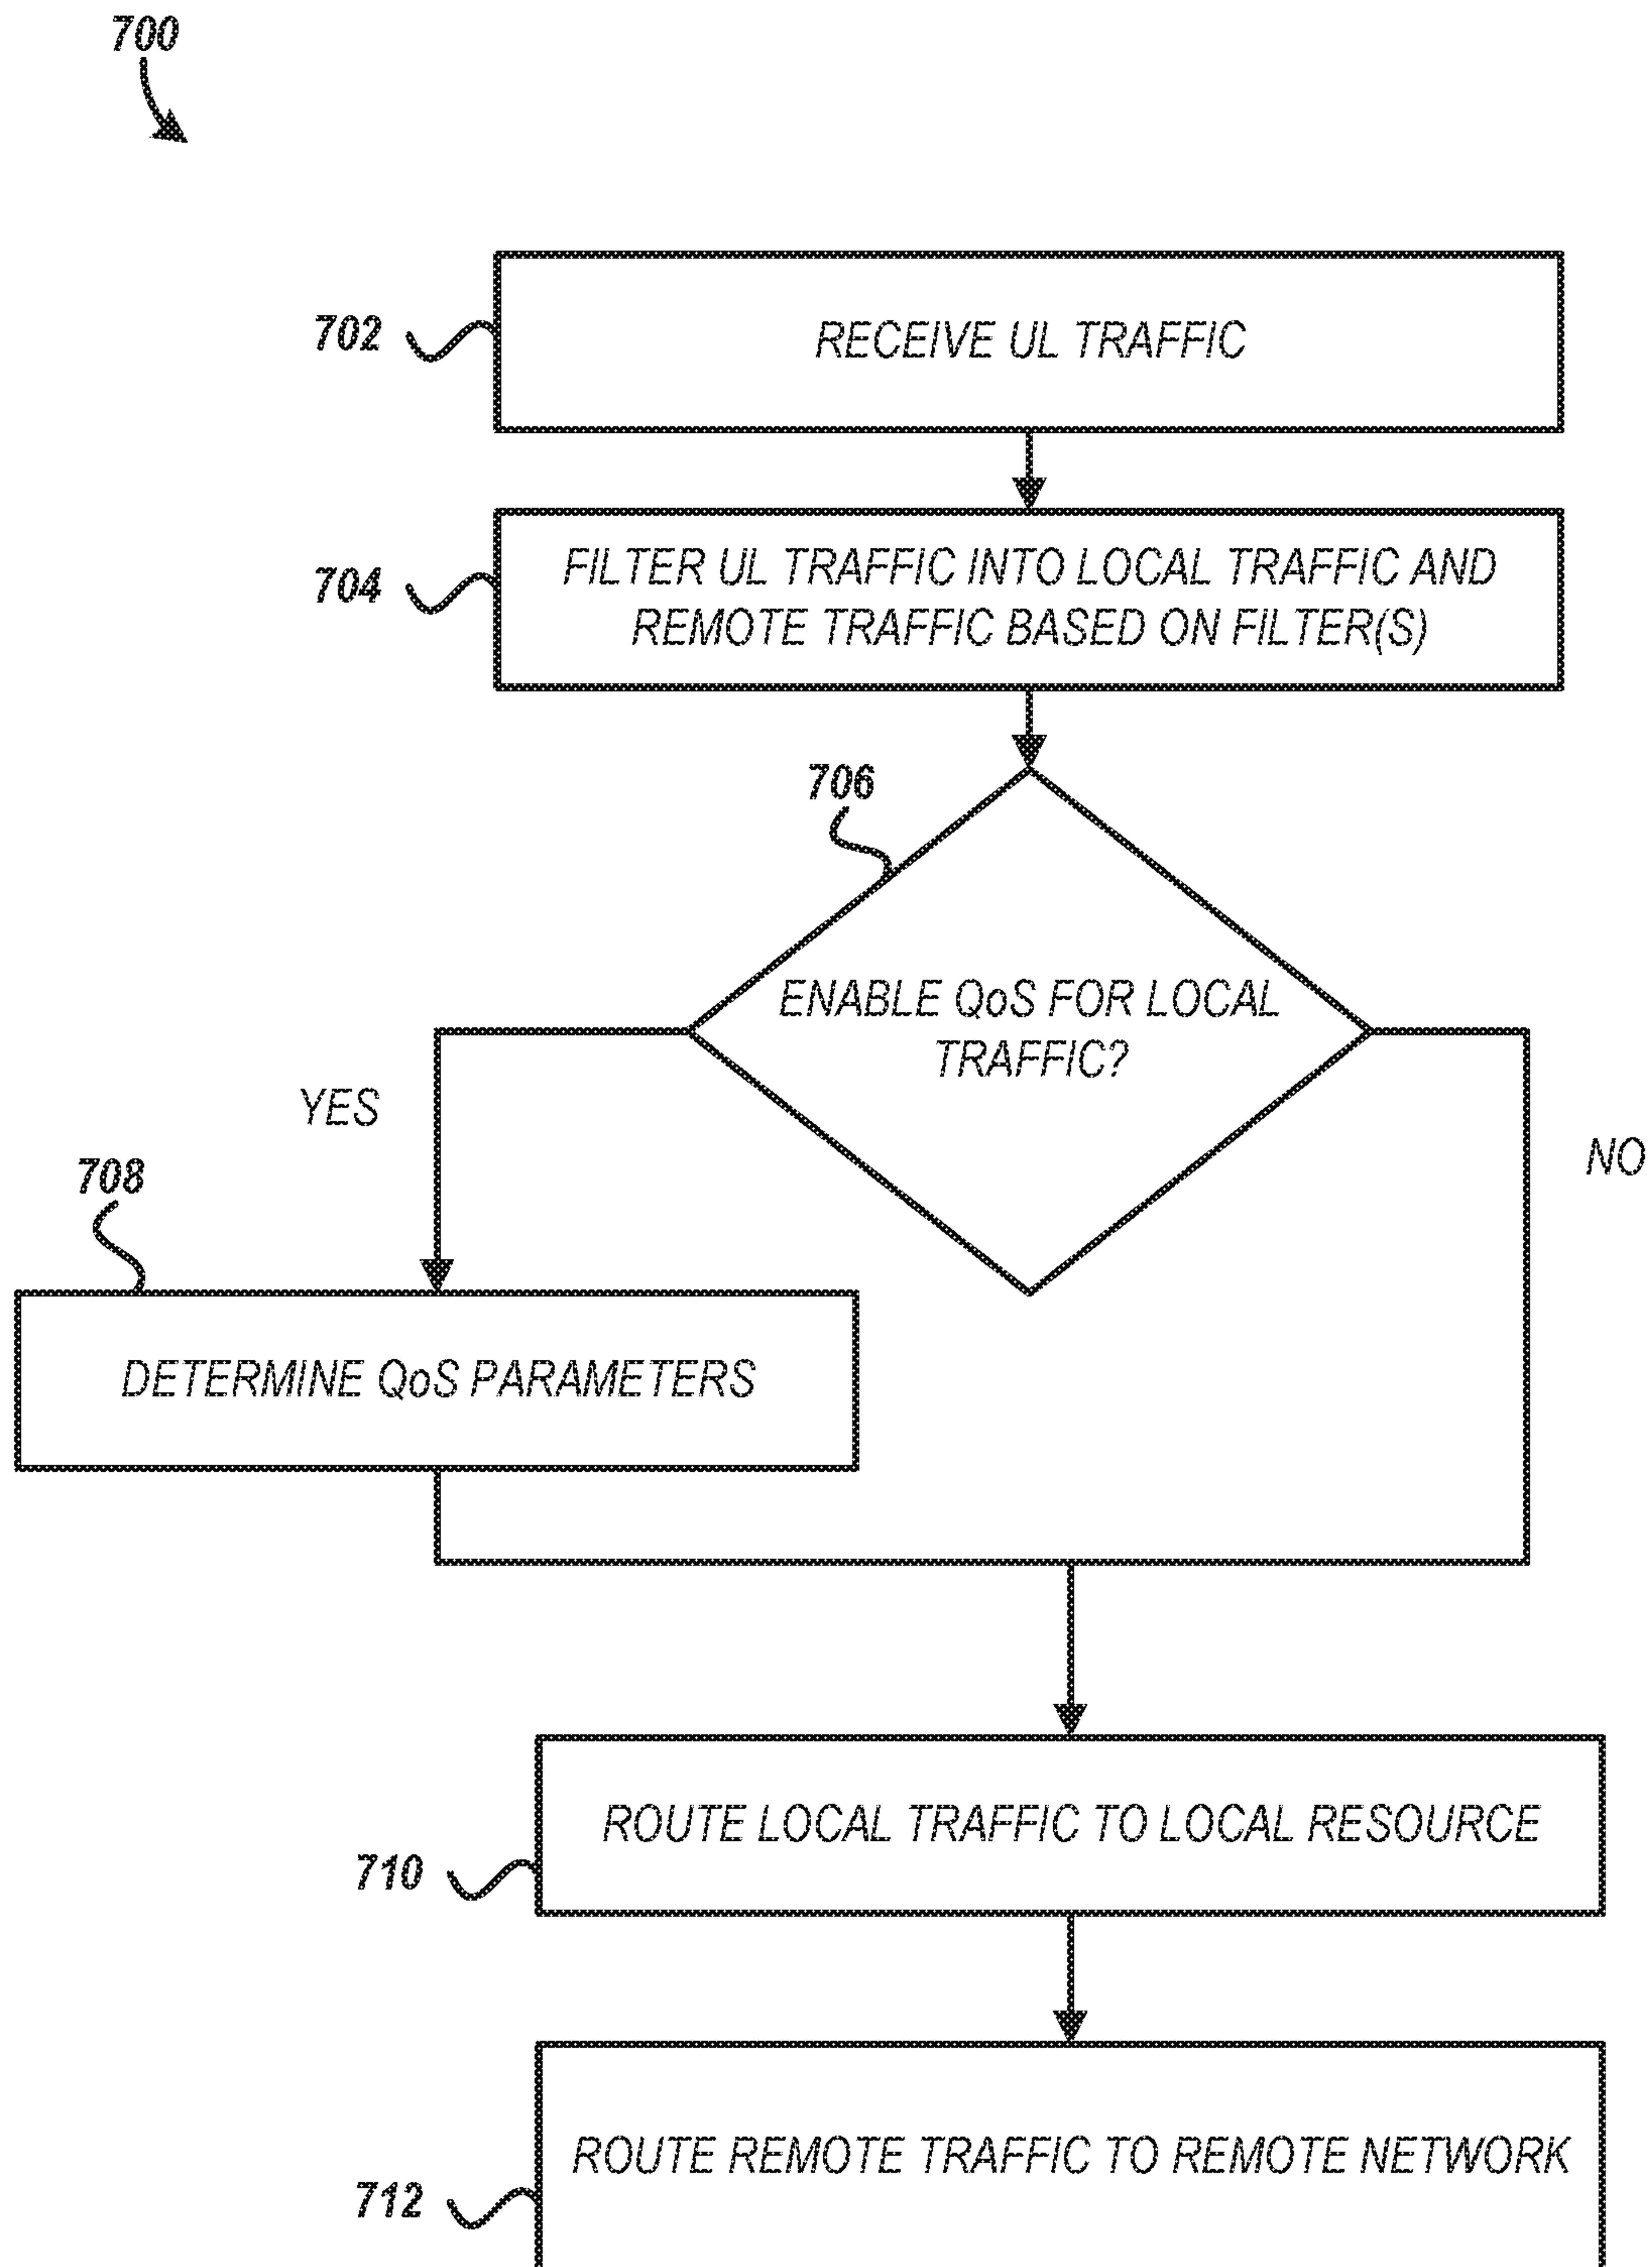 700
702
RECEIVE UL TRAFFIC
704
FILTER UL TRAFFIC INTO LOCAL TRAFFIC AND
REMOTE TRAFFIC BASED ON FILTER(S)
706
ENABLE QoS FOR LOCAL
TRAFFIC?
YES
NO
708
DETERMINE QoS PARAMETERS
710
ROUTE LOCAL TRAFFIC TO LOCAL RESOURCE
712
ROUTE REMOTE TRAFFIC TO REMOTE NETWORK